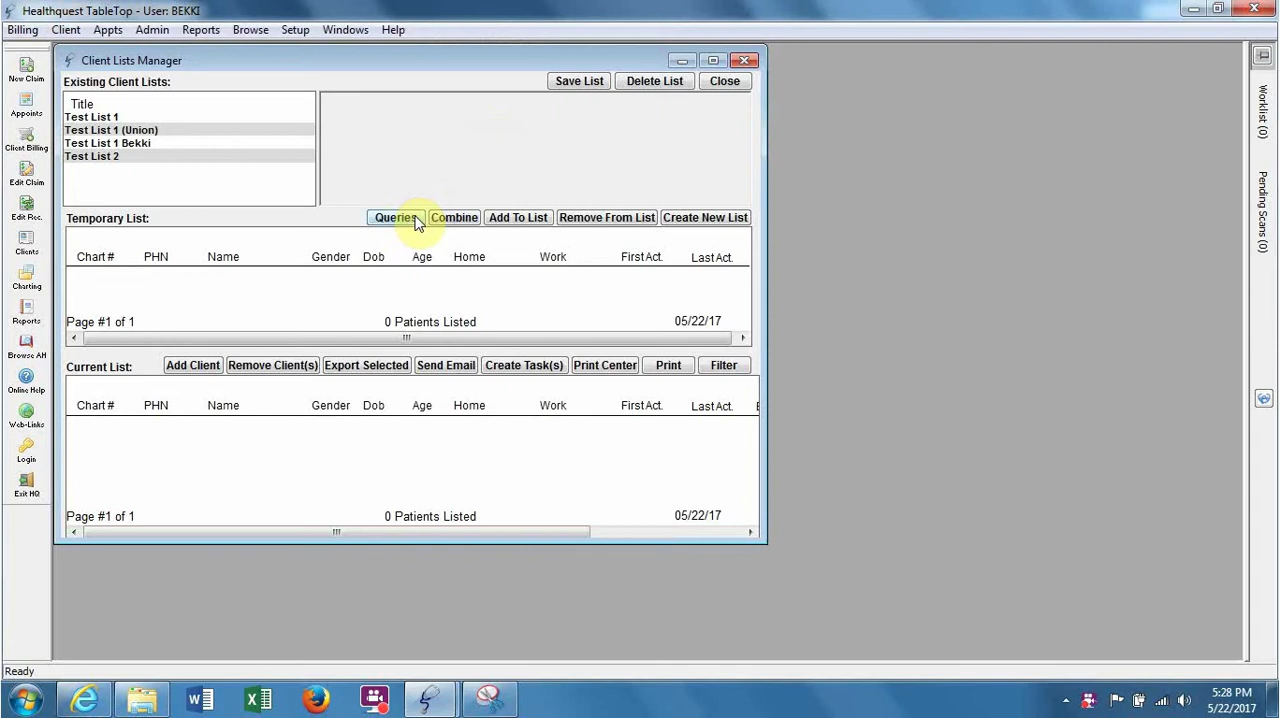 Healthquest TableTop - User: BEKKI
Billing Client Appts Admin Reports Browse Setup Windows Help
New Claim
Appoints
Client Billing
Edit Claim
Edit Rec.
Clients
Charting
Reports
Browse AH
Online Help
Web-Links
Login
Exit HQ
Client Lists Manager
Existing Client Lists:
Save List Delete List Close
Title
Test List 1
Test List 1 (Union)
Test List 1 Bekki
Test List 2
Temporary List: Queries Combine Add To List Remove From List Create New List
Chart # PHN Name Gender Dob Age Home Work First Act. Last Act.
Page #1 of 1 0 Patients Listed 05/22/17
Current List: Add Client Remove Client(s) Export Selected Send Email Create Task(s) Print Center Print Filter
Chart # PHN Name Gender Dob Age Home Work First Act. Last Act.
Page #1 of 1 0 Patients Listed 05/22/17
Worklist (0)
Pending Scans (0)
Ready
5:28 PM
5/22/2017